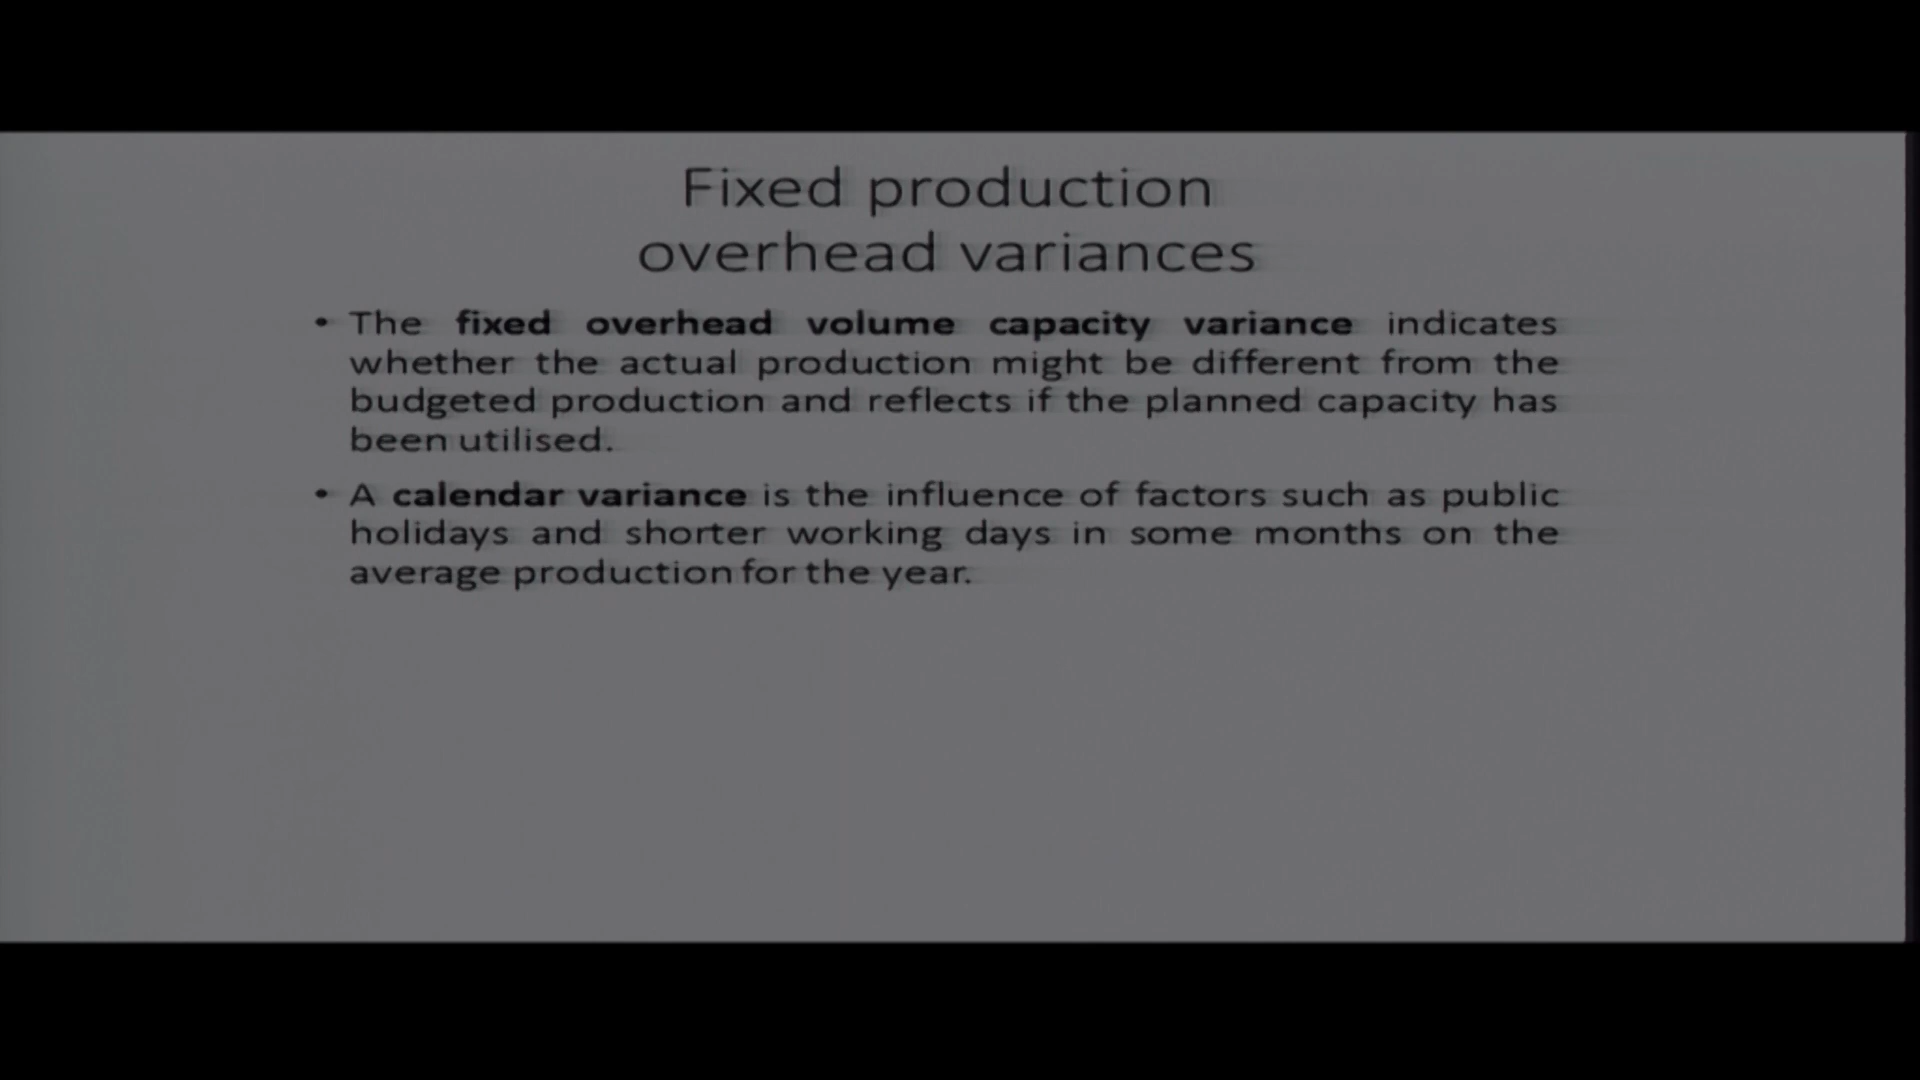 Fixed production
overhead variances
• The fixed overhead volume capacity variance indicates
whether the actual production might be different from the
budgeted production and reflects if the planned capacity has
been utilised.
• A calendar variance is the influence of factors such as public
holidays and shorter working days in some months on the
average production for the year.